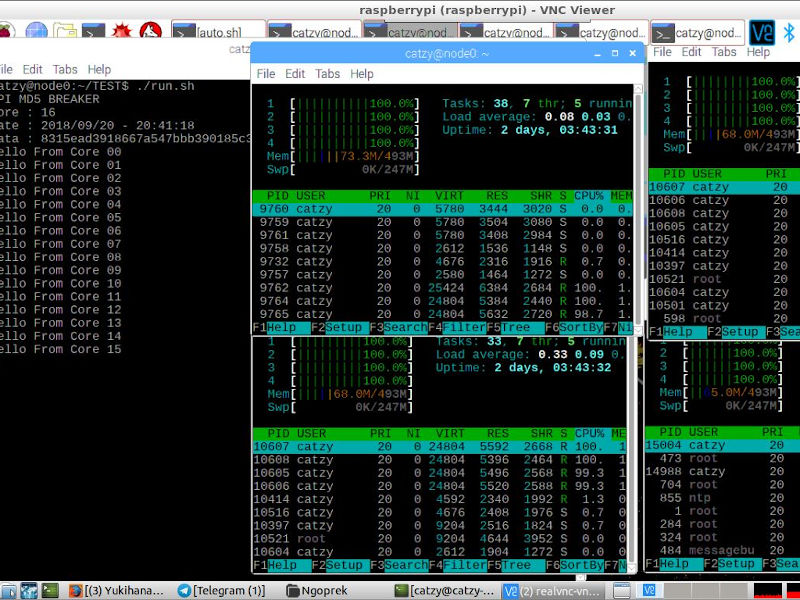 raspberrypi (raspberrypi) - VNC Viewer
[auto.sh]
catzy@nod...
catzy@nod...
catzy@nod...
catzy@nod...
catzy@nod...
Edit Tabs Help
catzy@node0:~/TEST$ ./run.sh
PI MD5 BREAKER
ore : 16
ate : 2018/09/20 - 20:41:18
ata : 8315ead3918667a547bbb390185c3
ello From Core 00
ello From Core 01
ello From Core 02
ello From Core 03
ello From Core 04
ello From Core 05
ello From Core 06
ello From Core 07
ello From Core 08
ello From Core 09
ello From Core 10
ello From Core 11
ello From Core 12
ello From Core 13
ello From Core 14
ello From Core 15
catzy@node0: ~
File Edit Tabs Help
1 [||||||||||||100.0%] Tasks: 38, 7 thr; 5 runnin
2 [||||||||||||100.0%] Load average: 0.08 0.03 0.
3 [||||||||||||100.0%] Uptime: 2 days, 03:43:31
4 [||||||||||||100.0%]
Mem[||||||73.3M/493M]
Swp[ 0K/247M]
PID USER PRI NI VIRT RES SHR S CPU% MEM
9760 catzy 20 0 5780 3444 3020 S 0.0 0.
9759 catzy 20 0 5780 3504 3080 S 0.0 0.
9761 catzy 20 0 5780 3408 2984 S 0.0 0.
9758 catzy 20 0 2612 1536 1148 S 0.0 0.
9732 catzy 20 0 4676 2316 1916 R 0.7 0.
9757 catzy 20 0 2580 1464 1272 S 0.0 0.
9762 catzy 20 0 25424 6384 2684 R 100. 1.
9764 catzy 20 0 24804 5384 2440 R 100. 1.
9765 catzy 20 0 24804 5632 2720 R 98.7 1.
F1Help F2Setup F3SearchF4FilterF5Tree F6SortByF7Ni
1 [||||||||||||100.0%] Tasks: 33, 7 thr; 5 runnin
2 [||||||||||||100.0%] Load average: 0.33 0.09 0.
3 [||||||||||||100.0%] Uptime: 2 days, 03:43:32
4 [||||||||||||100.0%]
Mem[||||||68.0M/493M]
Swp[ 0K/247M]
PID USER PRI NI VIRT RES SHR S CPU% ME
10607 catzy 20 0 24804 5592 2668 R 100. 1
10608 catzy 20 0 24804 5396 2464 R 100. 1
10605 catzy 20 0 24804 5496 2568 R 99.3 1
10606 catzy 20 0 24804 5520 2588 R 99.3 1
10414 catzy 20 0 4592 2340 1992 R 1.3 0
10516 catzy 20 0 4676 2408 1976 S 0.7 0
10397 catzy 20 0 9204 2516 1824 S 0.7 0
10521 root 20 0 9204 4644 3952 S 0.0 0
10604 catzy 20 0 2612 1904 1272 S 0.0 0
F1Help F2Setup F3SearchF4FilterF5Tree F6SortByF7N
File Edit Tabs Help
1 [||||||||100.0%
2 [||||||||100.0%
3 [||||||||100.0%
4 [||||||||100.0%
Mem[||||68.0M/493M
Swp[ 0K/247M
PID USER PRI
10607 catzy 20
10606 catzy 20
10608 catzy 20
10605 catzy 20
10516 catzy 20
10414 catzy 20
10397 catzy 20
10521 root 20
10604 catzy 20
10501 catzy 20
598 root 20
F1Help F2Setup F3Sea
1 [||||||||100.0%]
2 [||||||||100.0%]
3 [||||||||100.0%]
4 [||||||||100.0%]
Swp[ 0K/247M]
PID USER PRI
15004 catzy 20
473 root 20
14988 catzy 20
704 root 20
855 ntp 20
1 root 20
284 root 20
324 root 20
484 messagebu 20
F1Help F2Setup F3Sea
[(3) Yukihana...
[Telegram (1)]
Ngoprek
[catzy@catzy-...
(2) realvnc-vn...